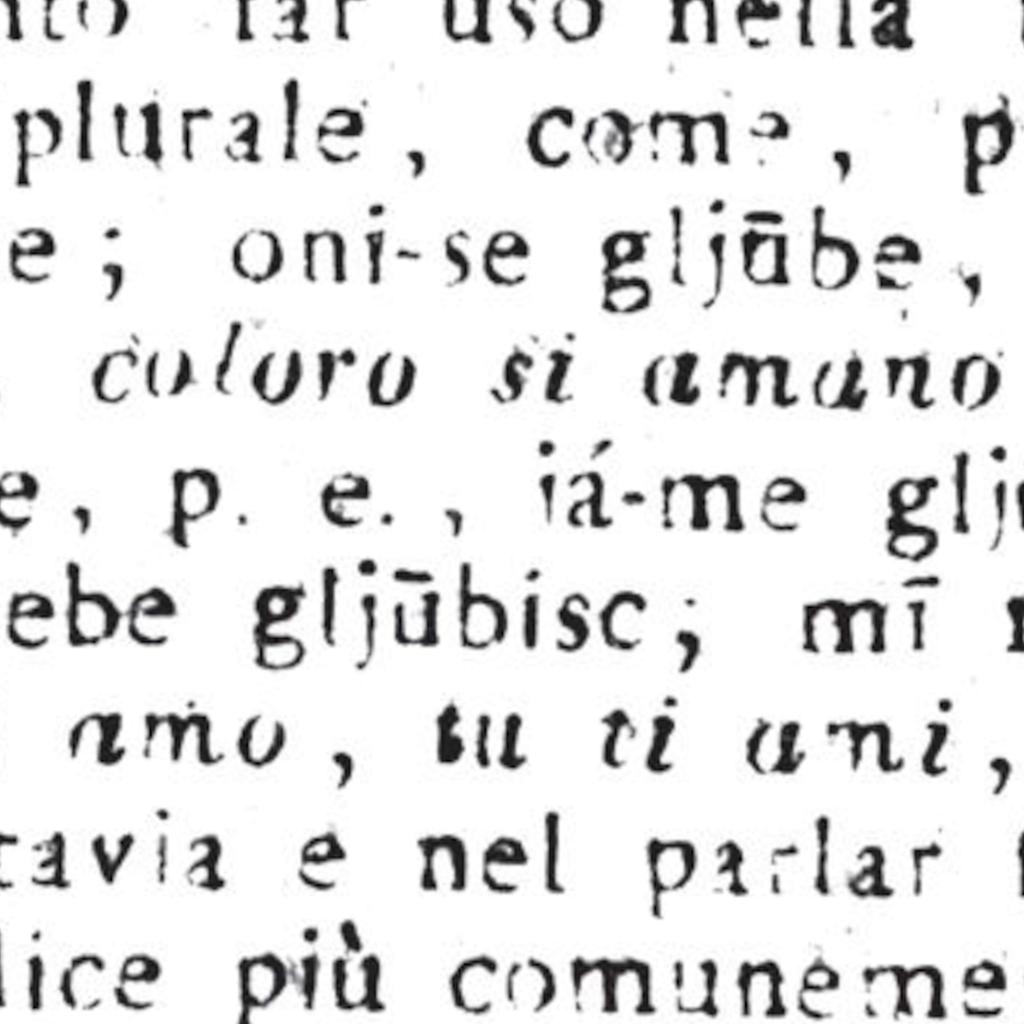 nto far uso nella
plurale, come, p
e; oni-se gljūbe,
coloro si amano
e, p. e., iá-me glj
ebe gljūbisc; mī
amo, tu ti ami,
tavia e nel parlar
lice più comuneme